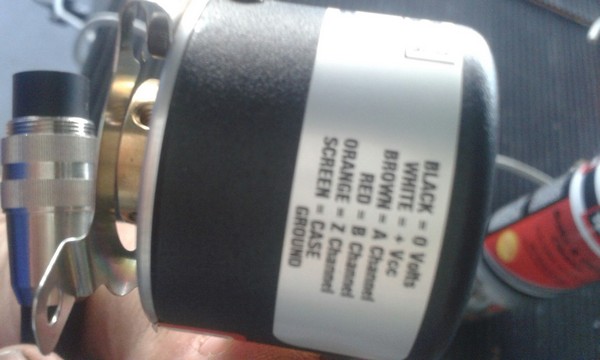 BLACK = 0 Volts
WHITE = + Vcc
BROWN = A Channel
RED = B Channel
ORANGE = Z Channel
SCREEN = CASE
GROUND